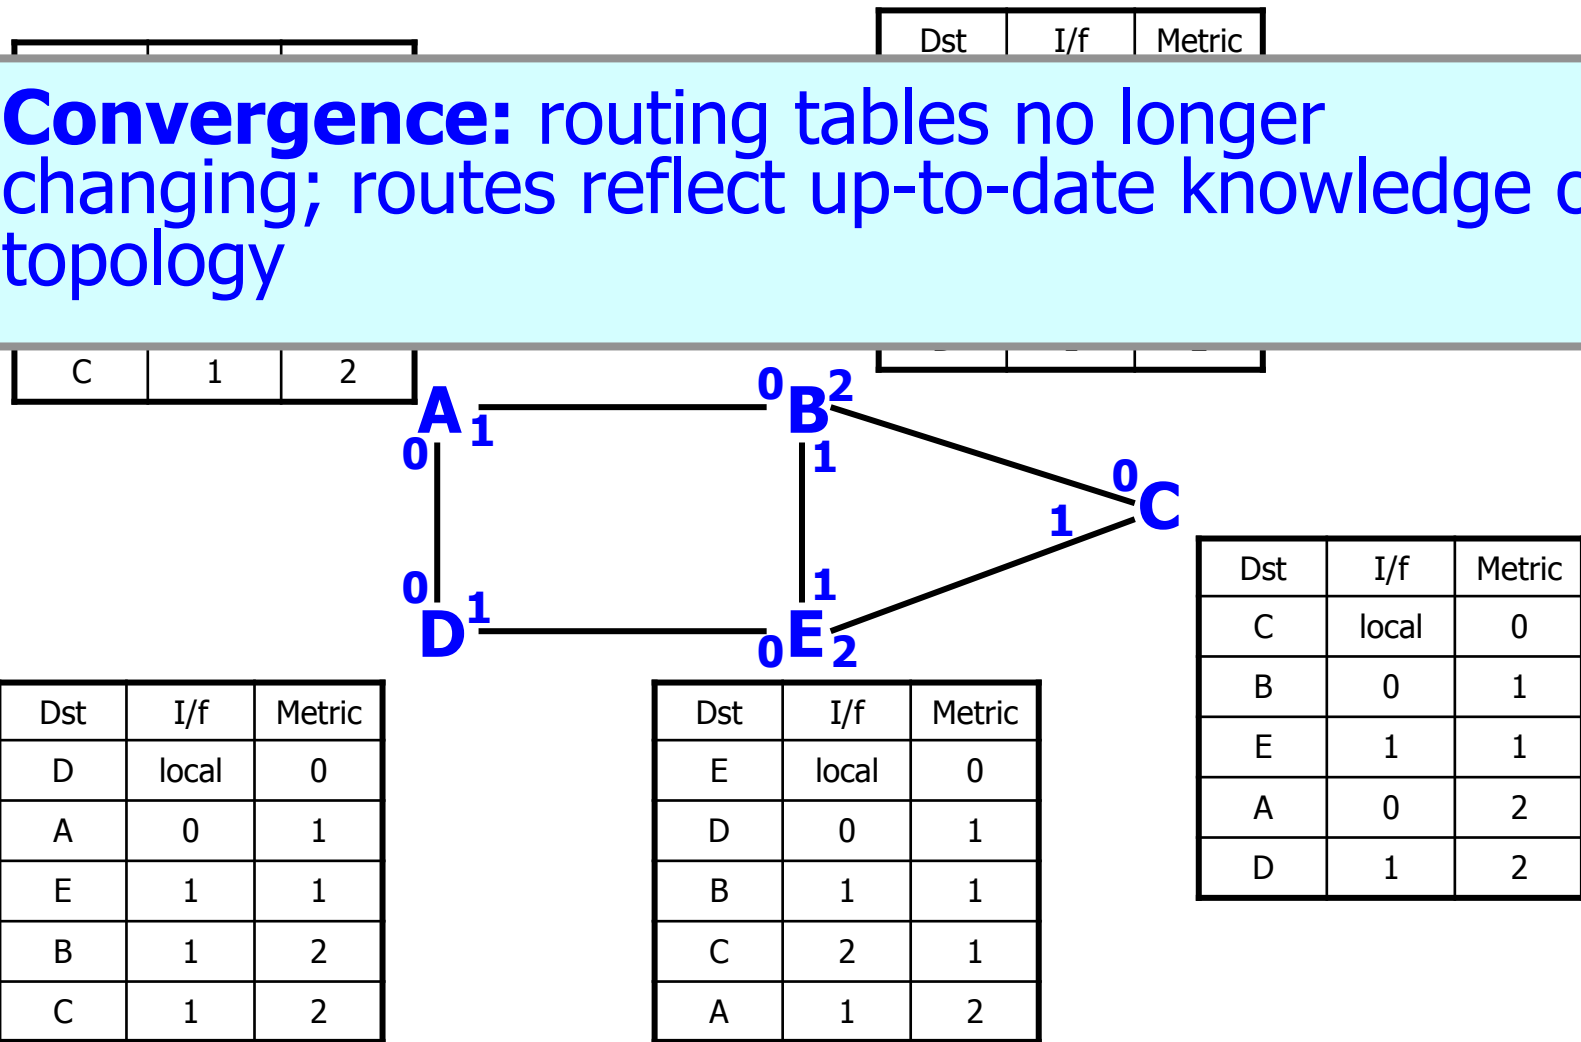 Dst I/f Metric
Convergence: routing tables no longer
changing; routes reflect up-to-date knowledge
topology
C 1 2
A 1 0
0 B 2 1
0 C 1
0 D 1
1 0 E 2
Dst I/f Metric
C local 0
B 0 1
E 1 1
A 0 2
D 1 2
Dst I/f Metric
D local 0
A 0 1
E 1 1
B 1 2
C 1 2
Dst I/f Metric
E local 0
D 0 1
B 1 1
C 2 1
A 1 2